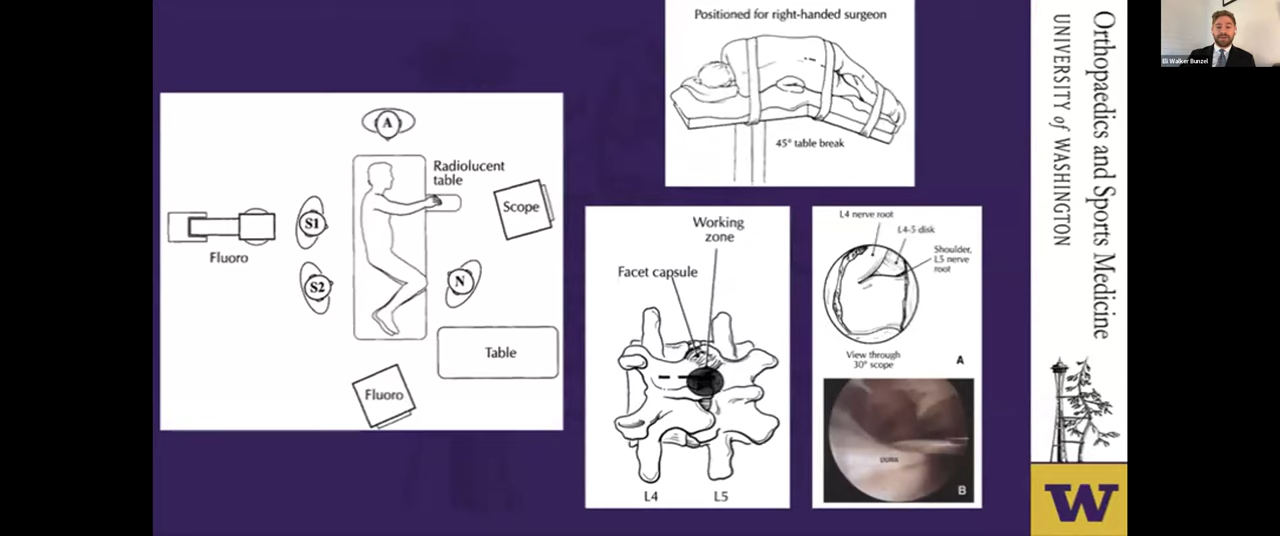 A
Radiolucent
table
Scope
S1
Fluoro
S2
N
Table
Fluoro
Positioned for right-handed surgeon
45° table break
Working
zone
Facet capsule
L4
L5
L4 nerve root
L4-5 disk
Shoulder,
L5 nerve
root
View through
30° scope
A
DURA
B
Orthopaedics and Sports Medicine
UNIVERSITY of WASHINGTON
W
Eli Walker Bunzel